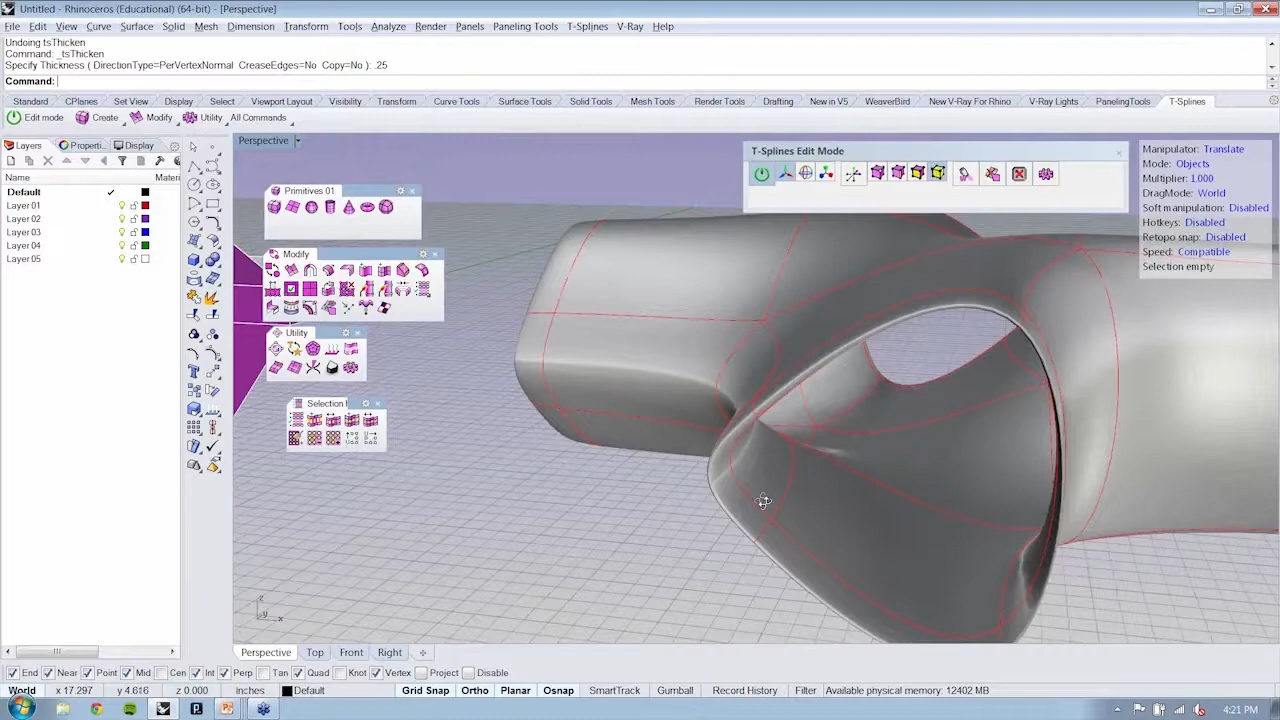 Untitled - Rhinoceros (Educational) (64-bit) - [Perspective]
File Edit View Curve Surface Solid Mesh Dimension Transform Tools Analyze Render Panels Paneling Tools T-Splines V-Ray Help
Undoing tsThicken
Command: _tsThicken
Specify Thickness ( DirectionType=PerVertexNormal CreaseEdges=No Copy=No ): .25
Command:
Standard CPlanes Set View Display Select Viewport Layout Visibility Transform Curve Tools Surface Tools Solid Tools Mesh Tools Render Tools Drafting New in V5 WeaverBird New V-Ray For Rhino V-Ray Lights PanelingTools T-Splines
Edit mode Create Modify Utility All Commands
Layers Properti... Display
Perspective
T-Splines Edit Mode
Manipulator: Translate
Mode: Objects
Multiplier: 1.000
DragMode: World
Soft manipulation: Disabled
Hotkeys: Disabled
Retopo snap: Disabled
Speed: Compatible
Selection empty
Name Material
Default
Layer 01
Layer 02
Layer 03
Layer 04
Layer 05
Primitives 01
Modify
Utility
Selection
z
y
x
Perspective Top Front Right
End Near Point Mid Cen Int Perp Tan Quad Knot Vertex Project Disable
World x 17.297 y 4.616 z 0.000 inches Default Grid Snap Ortho Planar Osnap SmartTrack Gumball Record History Filter Available physical memory: 12402 MB
4:21 PM